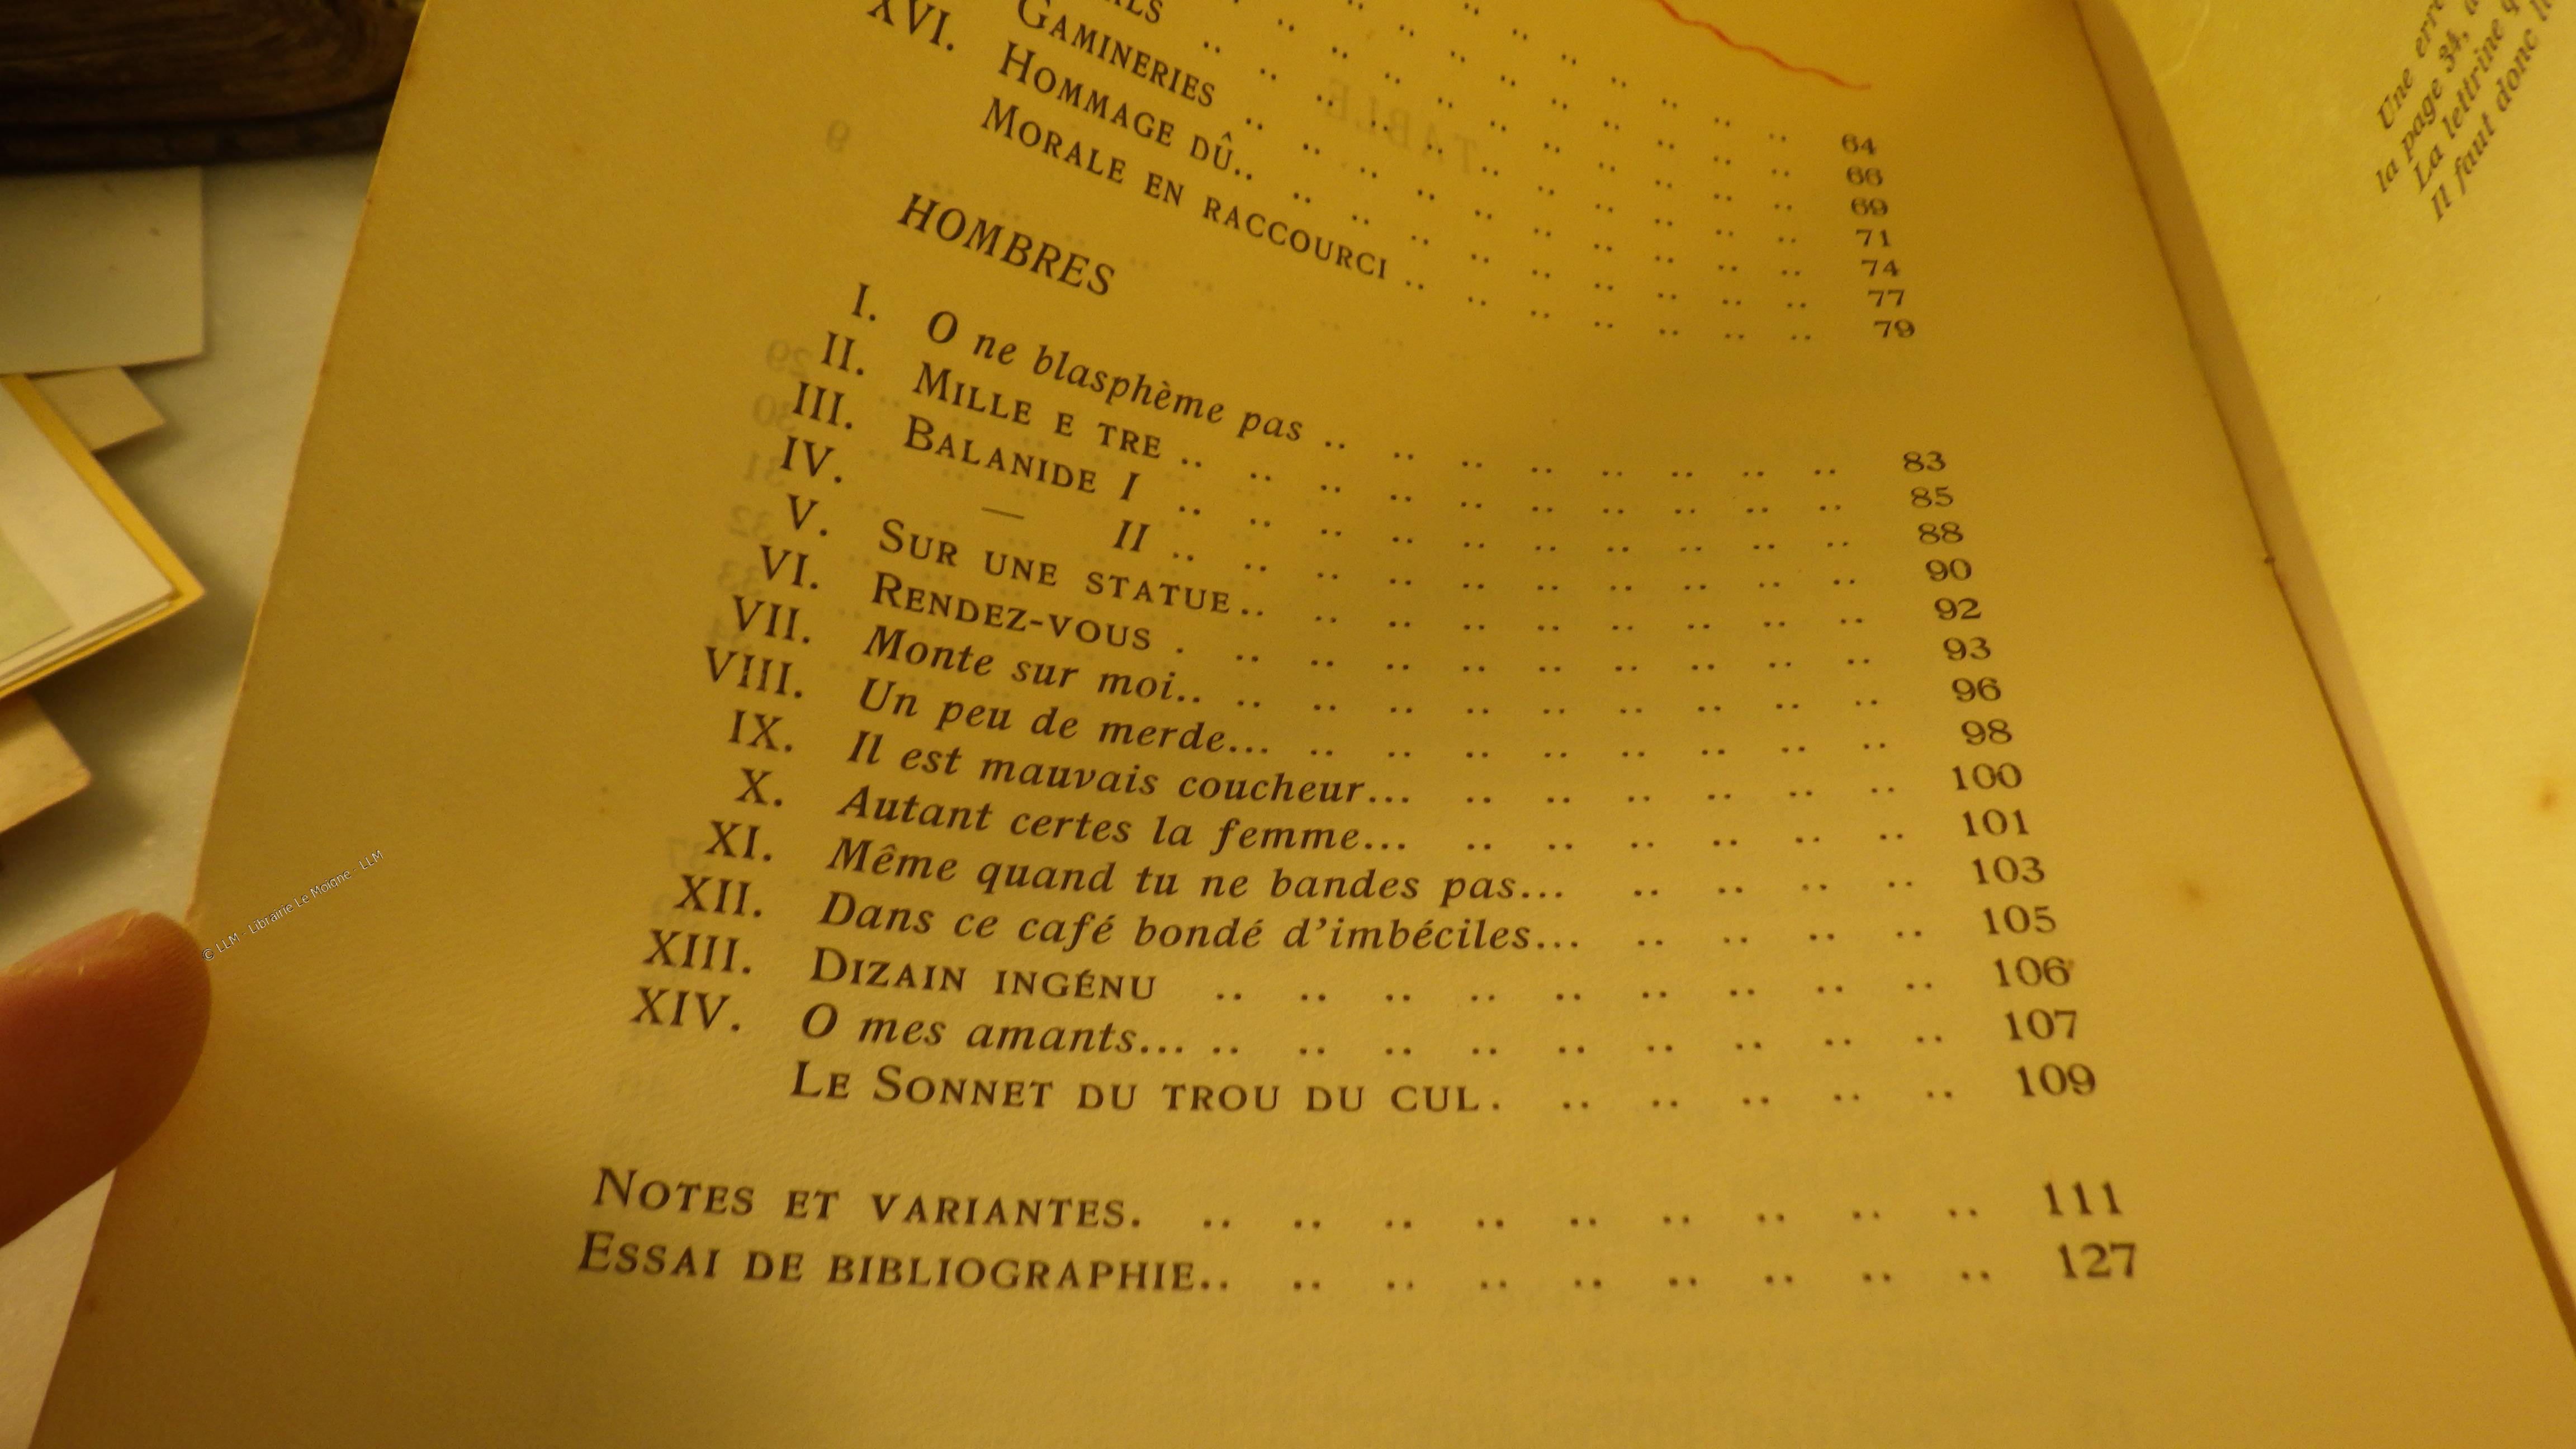 GAMINERIES
XVI. HOMMAGE DÛ..
MORALE EN RACCOURCI ..
64
66
69
71
74
77
79
HOMBRES
I. O ne blasphème pas .. 83
II. MILLE E TRE .. 85
III. BALANIDE I .. 88
IV. — II .. 90
V. SUR UNE STATUE.. 92
VI. RENDEZ-VOUS . 93
VII. Monte sur moi.. 96
VIII. Un peu de merde... 98
IX. Il est mauvais coucheur... 100
X. Autant certes la femme... 101
XI. Même quand tu ne bandes pas... 103
XII. Dans ce café bondé d'imbéciles... 105
XIII. DIZAIN INGÉNU .. 106
XIV. O mes amants... 107
LE SONNET DU TROU DU CUL. 109
NOTES ET VARIANTES. 111
ESSAI DE BIBLIOGRAPHIE.. 127
Une
la page 34,
La lettrine
Il faut donc
© LLM - Librairie Le Moigne - LLM